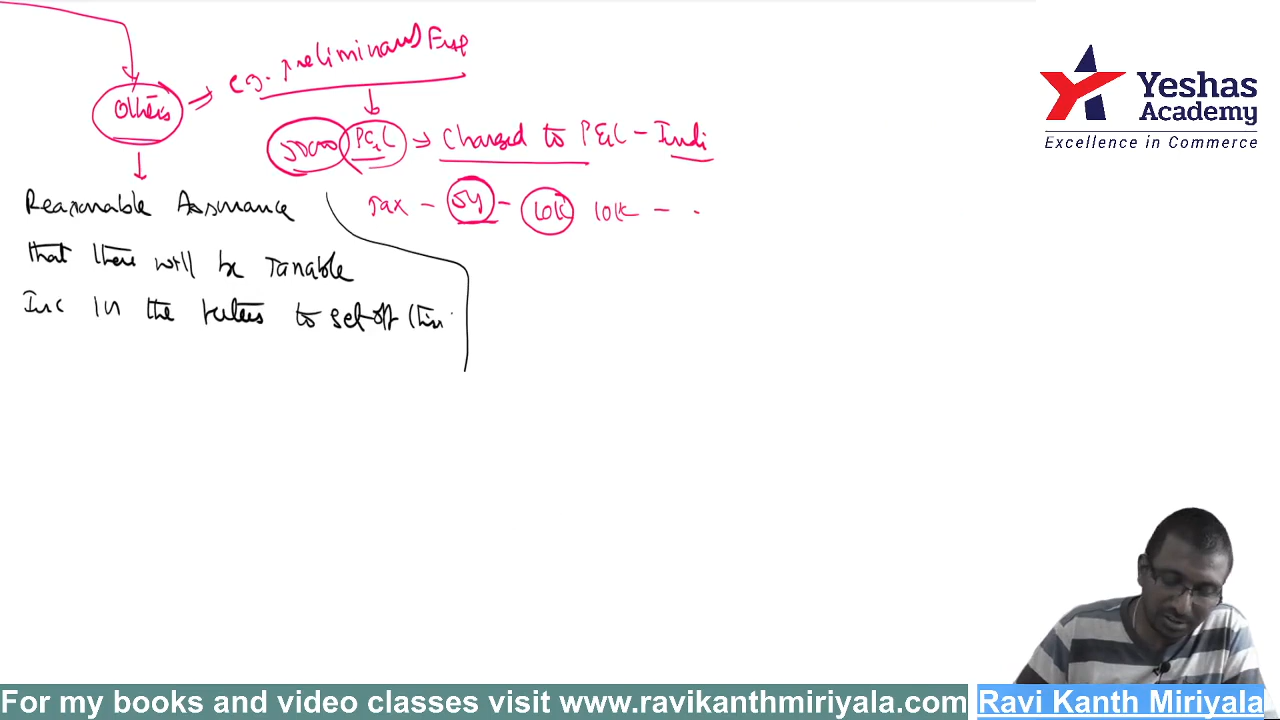 e.g. preliminary Exp
Others
50000 P&L → Charged to P&L - Indi
Tax - 5y - 10k 10k -
Reasonable Assurance
that there will be Taxable
Inc in the future to set-off
Yeshas
Academy
Excellence in Commerce
For my books and video classes visit www.ravikanthmiriyala.com
Ravi Kanth Miriyala